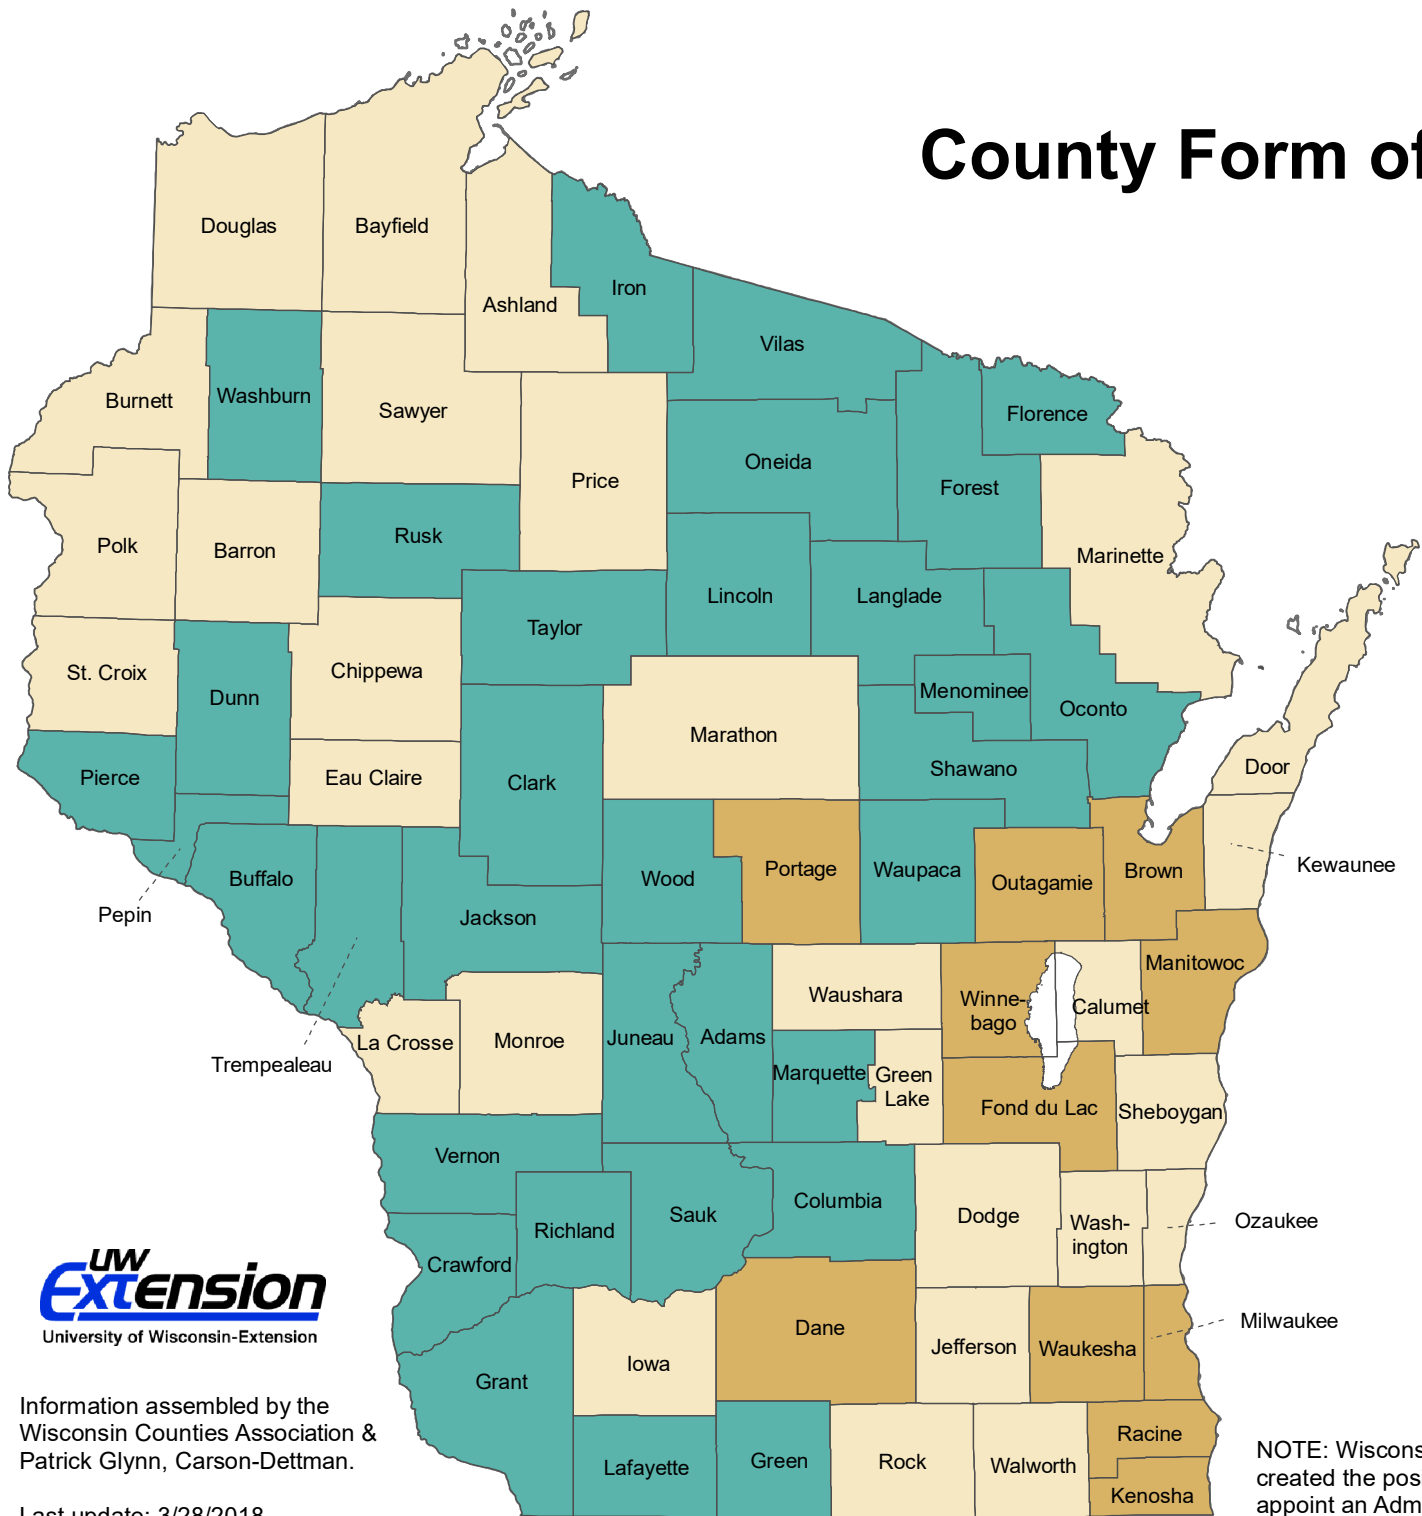 County Form of
Douglas
Bayfield
Ashland
Iron
Vilas
Burnett
Washburn
Sawyer
Price
Oneida
Forest
Florence
Marinette
Polk
Barron
Rusk
Taylor
Lincoln
Langlade
St. Croix
Dunn
Chippewa
Marathon
Menominee
Oconto
Pierce
Eau Claire
Clark
Shawano
Door
Pepin
Buffalo
Jackson
Wood
Portage
Waupaca
Outagamie
Brown
Kewaunee
Trempealeau
La Crosse
Monroe
Juneau
Adams
Waushara
Winne-
bago
Calumet
Manitowoc
Marquette
Green
Lake
Fond du Lac
Sheboygan
Vernon
Richland
Sauk
Columbia
Dodge
Wash-
ington
Ozaukee
Crawford
Grant
Iowa
Dane
Jefferson
Waukesha
Milwaukee
Lafayette
Green
Rock
Walworth
Racine
Kenosha
UW
Extension
University of Wisconsin-Extension
Information assembled by the
Wisconsin Counties Association &
Patrick Glynn, Carson-Dettman.
Last update: 3/28/2018
NOTE: Wiscons
created the pos
appoint an Adm